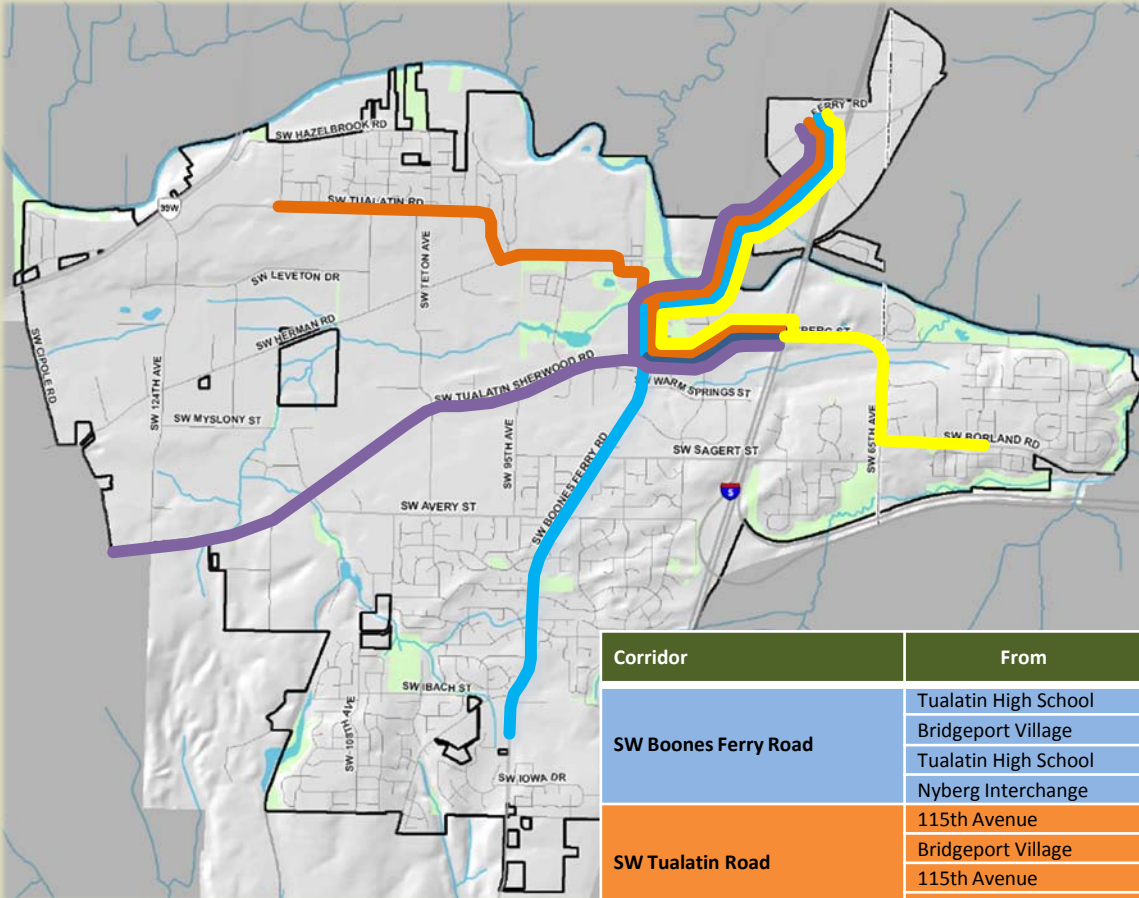 FERRY RD
SW HAZELBROOK RD
99W
SW TUALATIN RD
SW TETON AVE
SW LEVETON DR
SW HERMAN RD
SW CIPOLE RD
SW 124TH AVE
SW TUALATIN SHERWOOD RD
SW MYSLONY ST
SW 95TH AVE
SW BOONES FERRY RD
WARM SPRINGS ST
SW SAGERT ST
SW 65TH AVE
SW BORLAND RD
5
SW AVERY ST
SW IBACH ST
SW 108TH AVE
SW IOWA DR
Corridor From
SW Boones Ferry Road
Tualatin High School
Bridgeport Village
Tualatin High School
Nyberg Interchange
SW Tualatin Road
115th Avenue
Bridgeport Village
115th Avenue